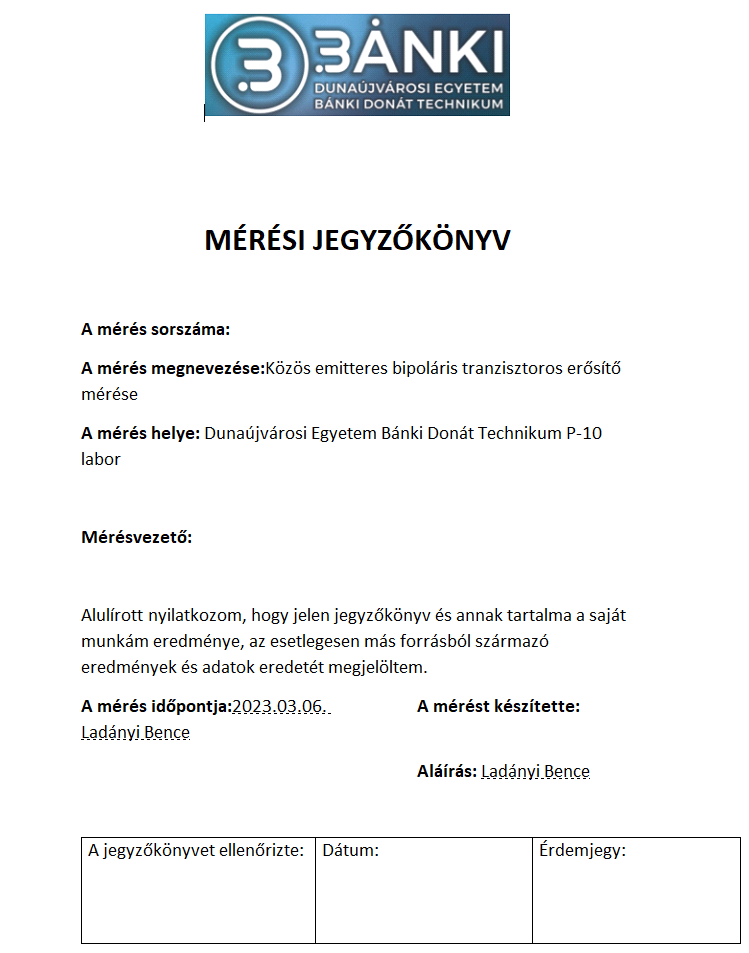 BÁNKI
DUNAÚJVÁROSI EGYETEM
BÁNKI DONÁT TECHNIKUM
MÉRÉSI JEGYZŐKÖNYV
A mérés sorszáma:
A mérés megnevezése:Közös emitteres bipoláris tranzisztoros erősítő
mérése
A mérés helye: Dunaújvárosi Egyetem Bánki Donát Technikum P-10
labor
Mérésvezető:
Alulírott nyilatkozom, hogy jelen jegyzőkönyv és annak tartalma a saját
munkám eredménye, az esetlegesen más forrásból származó
eredmények és adatok eredetét megjelöltem.
A mérés időpontja:2023.03.06. A mérést készítette:
Ladányi Bence
Aláírás: Ladányi Bence
A jegyzőkönyvet ellenőrizte: Dátum: Érdemjegy: